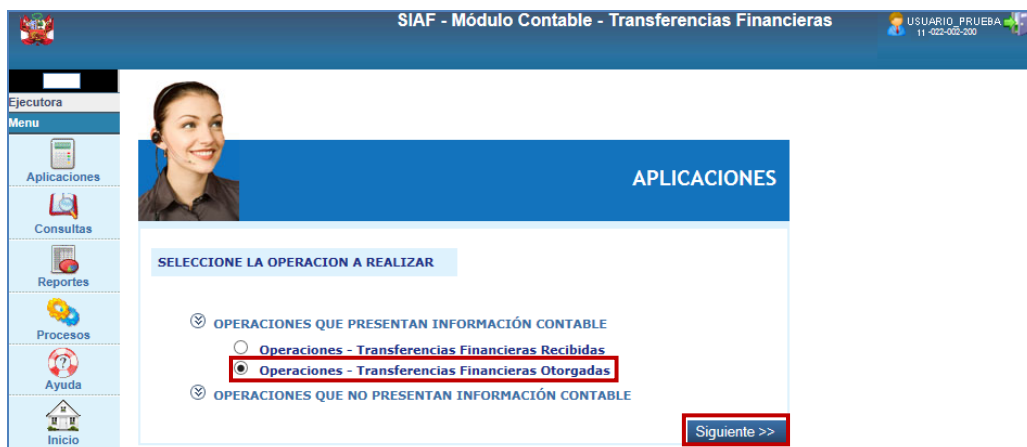 SIAF - Módulo Contable - Transferencias Financieras
USUARIO_PRUEBA
11 -022-002-200
Ejecutora
Menu
Aplicaciones
Consultas
Reportes
Procesos
Ayuda
Inicio
APLICACIONES
SELECCIONE LA OPERACION A REALIZAR
OPERACIONES QUE PRESENTAN INFORMACIÓN CONTABLE
Operaciones - Transferencias Financieras Recibidas
Operaciones - Transferencias Financieras Otorgadas
OPERACIONES QUE NO PRESENTAN INFORMACIÓN CONTABLE
Siguiente >>